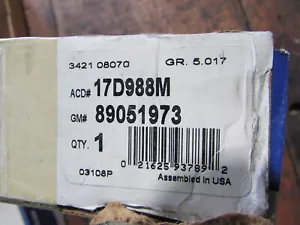 3421 08070 GR. 5.017
ACD# 17D988M
GM# 89051973
QTY. 1
0 21625 93789 2
03108P Assembled in USA